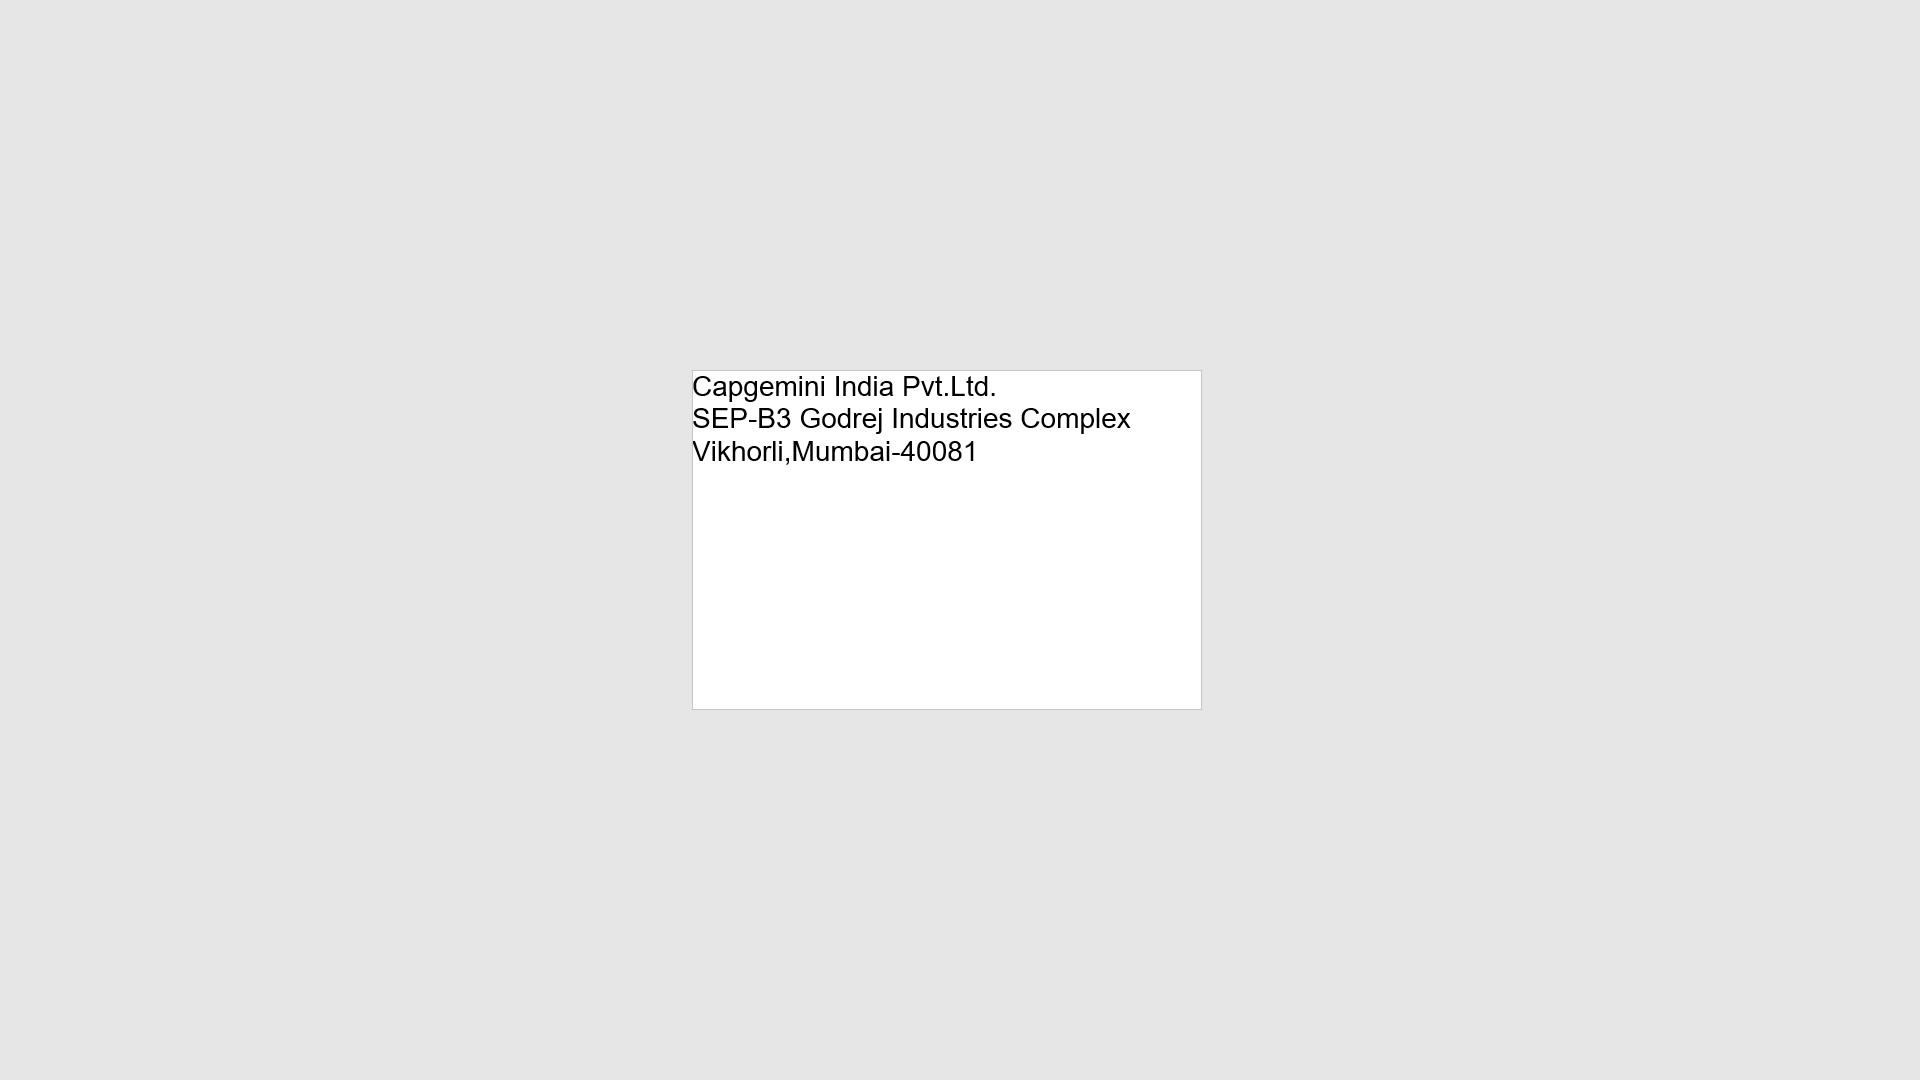 Capgemini India Pvt.Ltd.
SEP-B3 Godrej Industries Complex
Vikhorli,Mumbai-40081